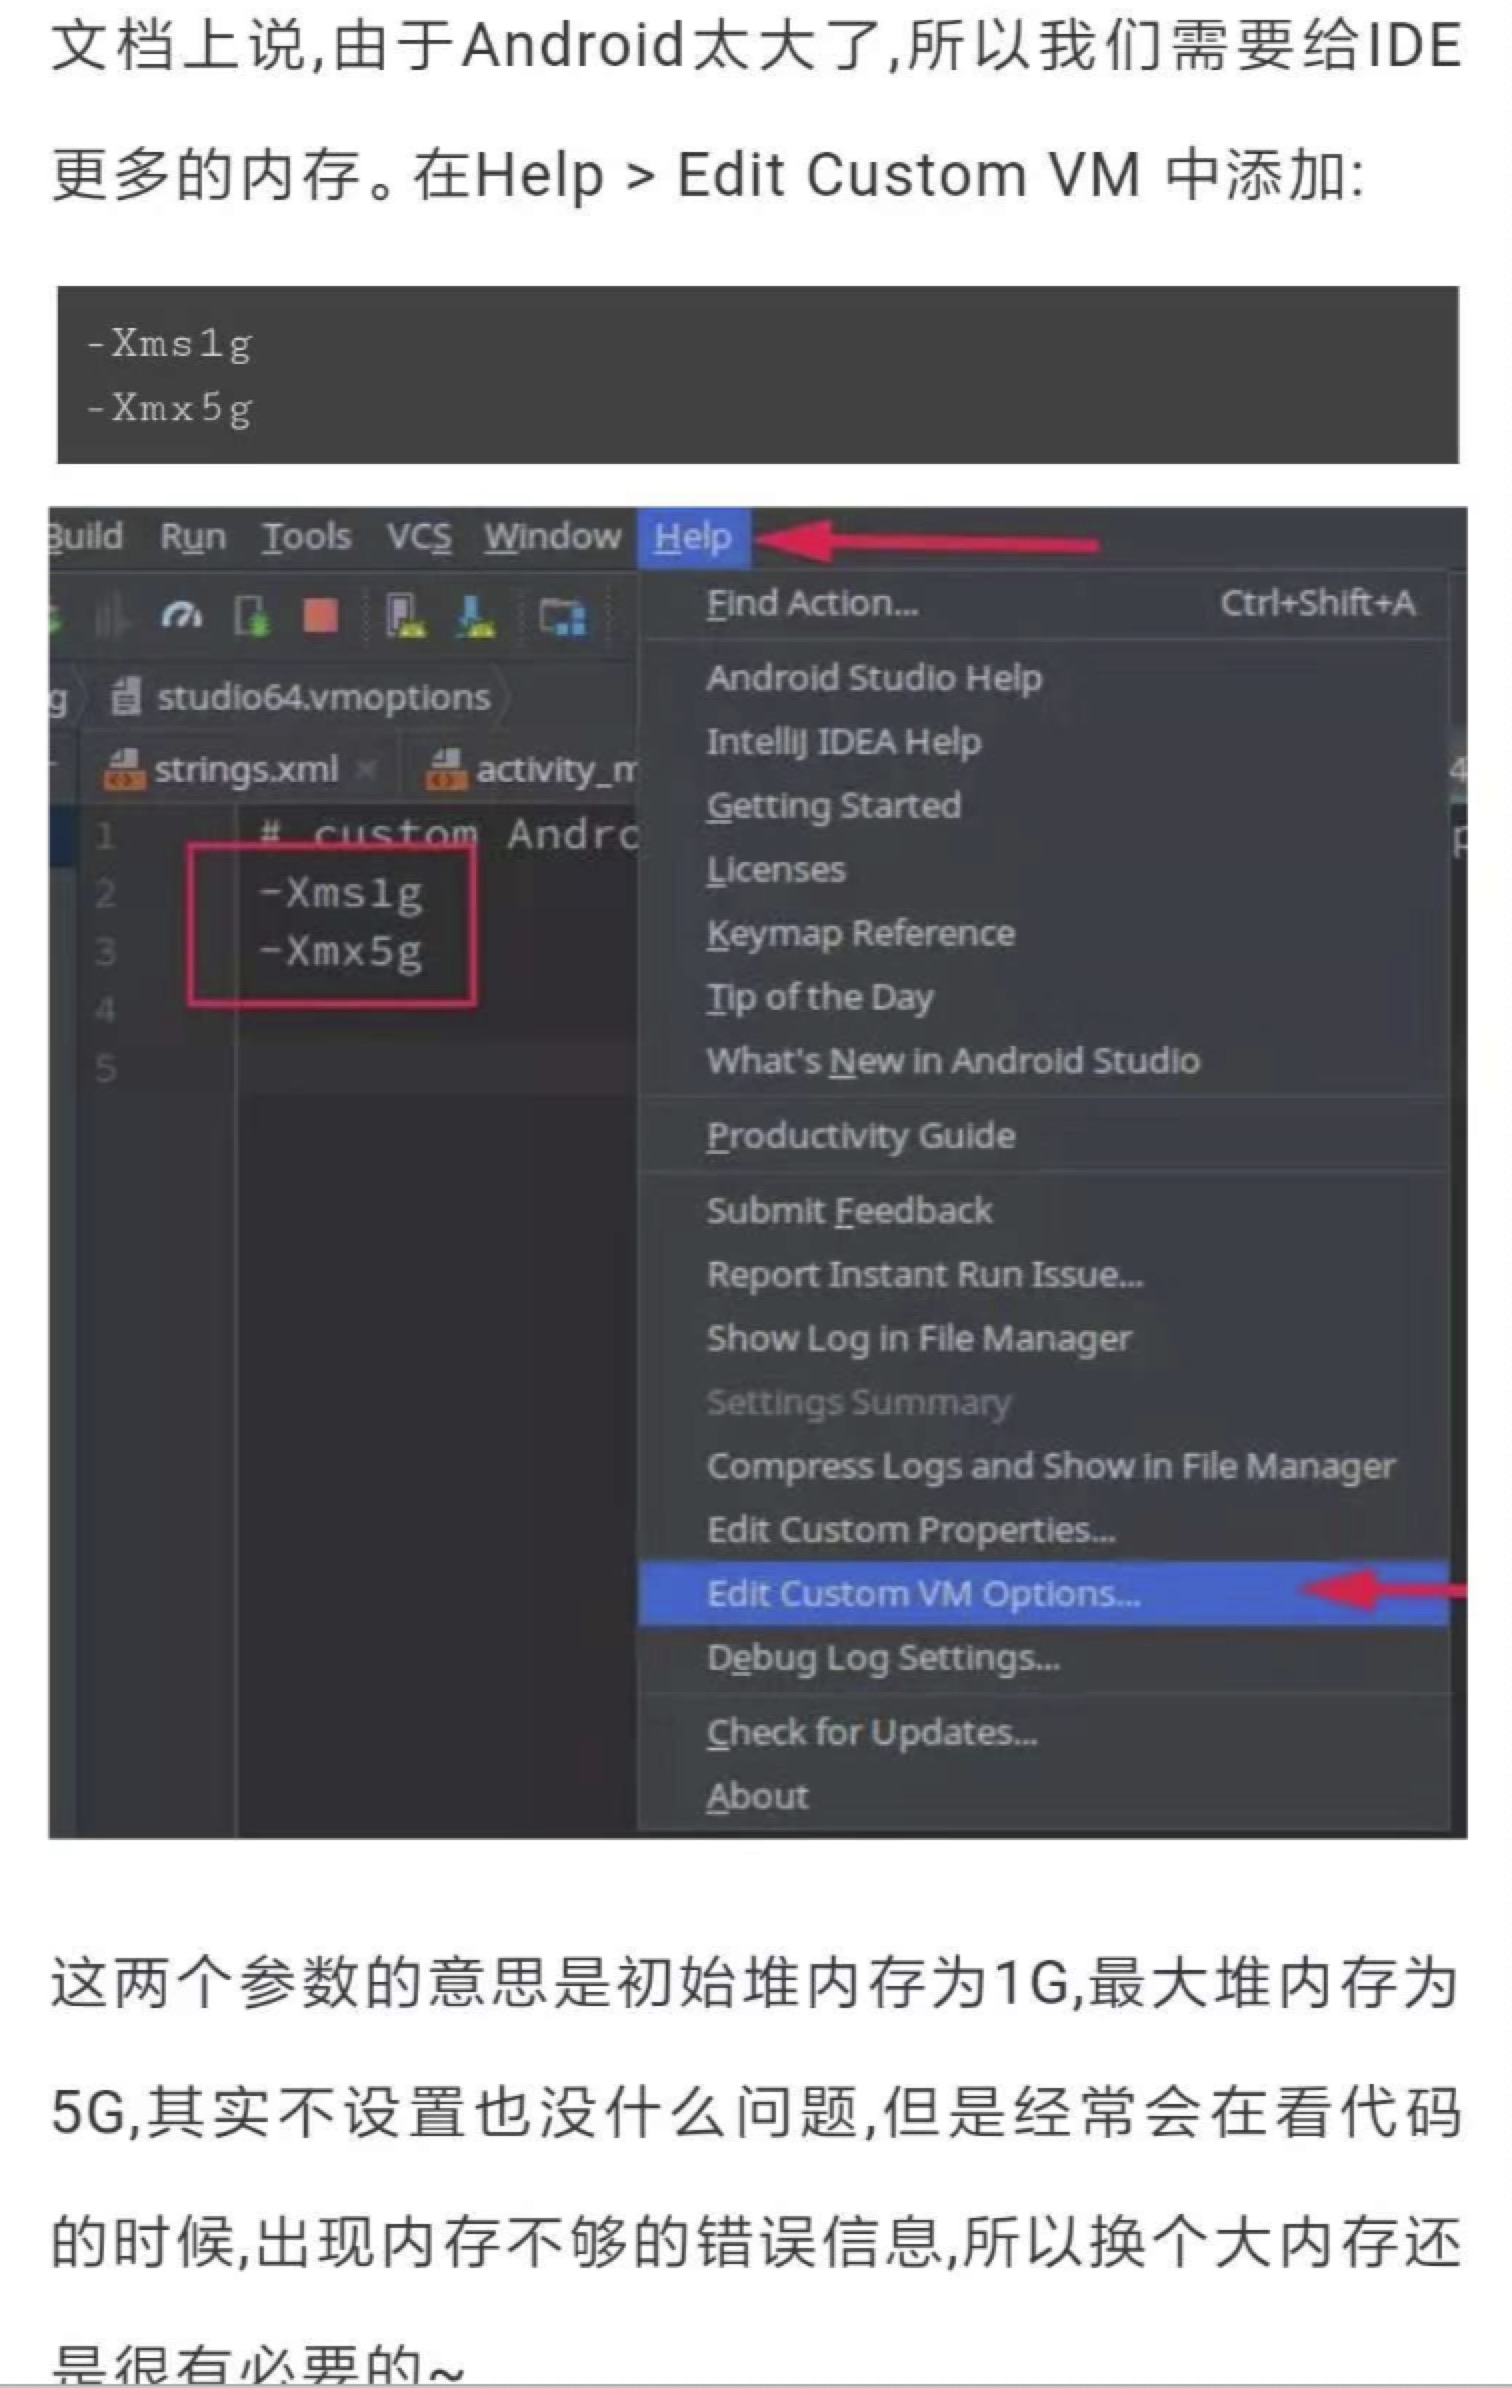 文档上说,由于Android太大了,所以我们需要给IDE
更多的内存。在Help > Edit Custom VM 中添加:
-Xms1g
-Xmx5g
Build Run Tools VCS Window Help
Find Action... Ctrl+Shift+A
Android Studio Help
g studio64.vmoptions
IntelliJ IDEA Help
strings.xml activity_m
Getting Started
1 # custom Andro
Licenses
2 -Xms1g
Keymap Reference
3 -Xmx5g
Tip of the Day
4
What's New in Android Studio
5
Productivity Guide
Submit Feedback
Report Instant Run Issue...
Show Log in File Manager
Settings Summary
Compress Logs and Show in File Manager
Edit Custom Properties...
Edit Custom VM Options...
Debug Log Settings...
Check for Updates...
About
这两个参数的意思是初始堆内存为1G,最大堆内存为
5G,其实不设置也没什么问题,但是经常会在看代码
的时候,出现内存不够的错误信息,所以换个大内存还
是很有必要的~